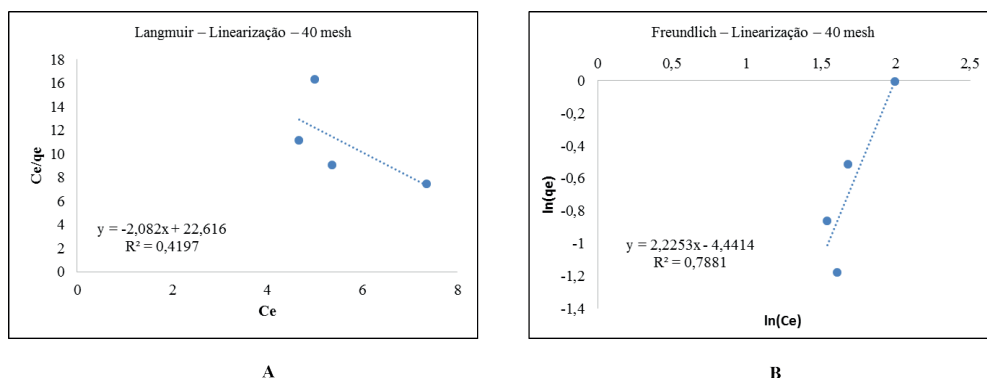 Langmuir – Linearização – 40 mesh
18
16
14
12
10
8
6
4
2
0
Ce/qe
y = -2,082x + 22,616
R² = 0,4197
0 2 4 6 8
Ce
A
Freundlich – Linearização – 40 mesh
0 0,5 1 1,5 2 2,5
0
-0,2
-0,4
-0,6
-0,8
-1
-1,2
-1,4
ln(qe)
y = 2,2253x - 4,4414
R² = 0,7881
ln(Ce)
B